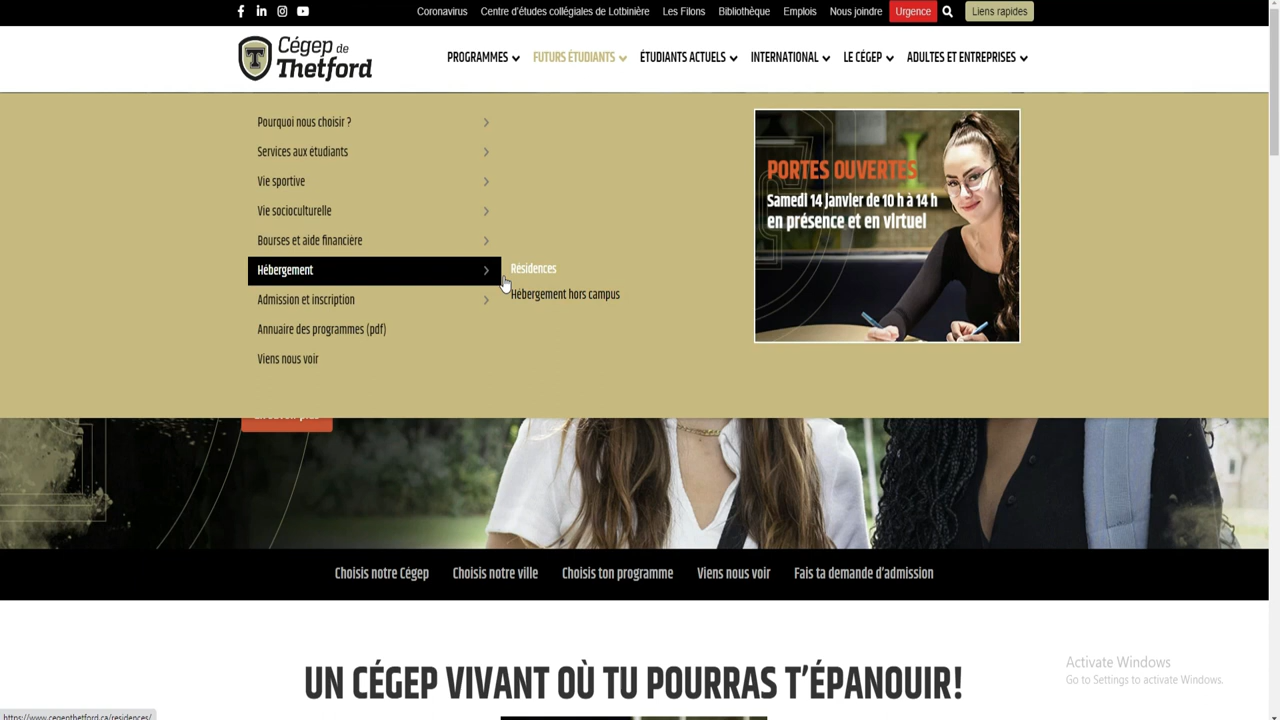 Coronavirus Centre d'études collégiales de Lotbinière Les Filons Bibliothèque Emplois Nous joindre Urgence Liens rapides
Cégep de
Thetford
PROGRAMMES FUTURS ÉTUDIANTS ÉTUDIANTS ACTUELS INTERNATIONAL LE CÉGEP ADULTES ET ENTREPRISES
Pourquoi nous choisir ?
Services aux étudiants
Vie sportive
Vie socioculturelle
Bourses et aide financière
Hébergement
Résidences
Hébergement hors campus
Admission et inscription
Annuaire des programmes (pdf)
Viens nous voir
PORTES OUVERTES
Samedi 14 janvier de 10 h à 14 h
en présence et en virtuel
Choisis notre Cégep Choisis notre ville Choisis ton programme Viens nous voir Fais ta demande d'admission
UN CÉGEP VIVANT OÙ TU POURRAS T'ÉPANOUIR!
Activate Windows
Go to Settings to activate Windows.
https://www.cegepthetford.ca/residences/